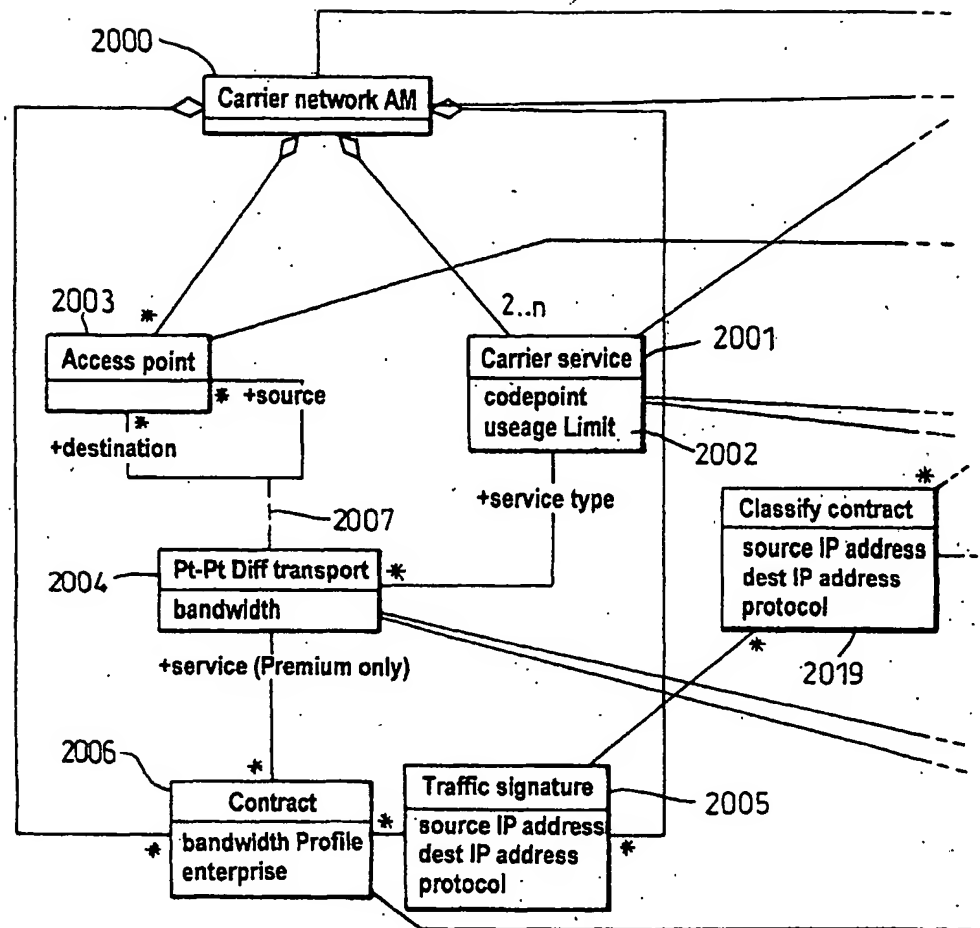 2000
Carrier network AM
2003
*
2..n
Access point
Carrier service
2001
* +source
codepoint
*
useage Limit
2002
+destination
+service type
*
Classify contract
2007
source IP address
2004
Pt-Pt Diff transport
*
dest IP address
bandwidth
protocol
+service (Premium only)
*
2019
2006
*
Contract
Traffic signature
2005
bandwidth Profile
*
source IP address
*
*
enterprise
dest IP address
protocol